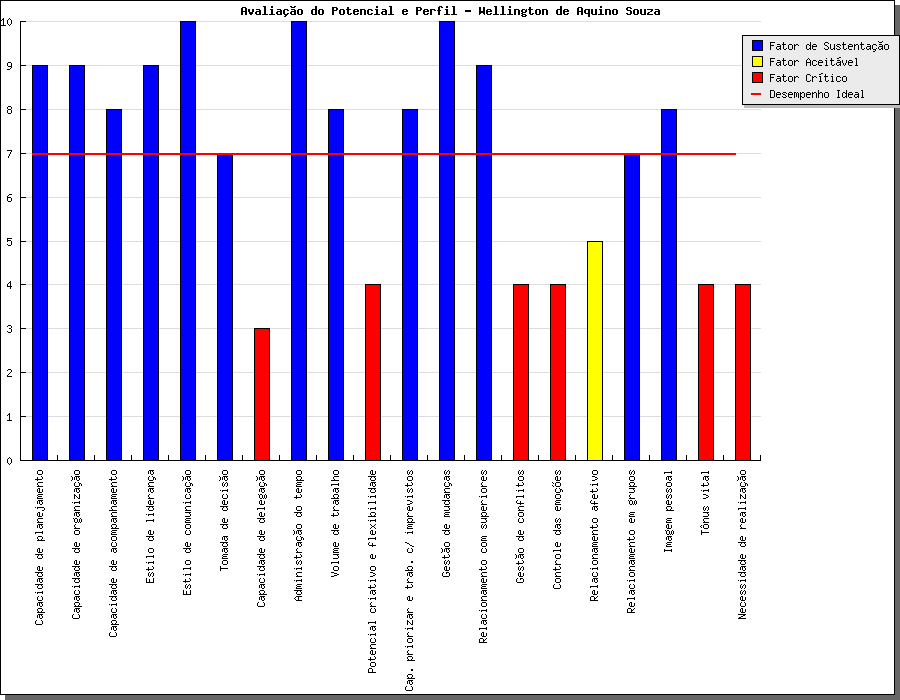 Avaliação do Potencial e Perfil - Wellington de Aquino Souza
Fator de Sustentação
Fator Aceitável
Fator Crítico
Desempenho Ideal
10
9
8
7
6
5
4
3
2
1
0
Capacidade de planejamento
Capacidade de organização
Capacidade de acompanhamento
Estilo de liderança
Estilo de comunicação
Tomada de decisão
Capacidade de delegação
Administração do tempo
Volume de trabalho
Potencial criativo e flexibilidade
Cap. priorizar e trab. c/ imprevistos
Gestão de mudanças
Relacionamento com superiores
Gestão de conflitos
Controle das emoções
Relacionamento afetivo
Relacionamento em grupos
Imagem pessoal
Tônus vital
Necessidade de realização